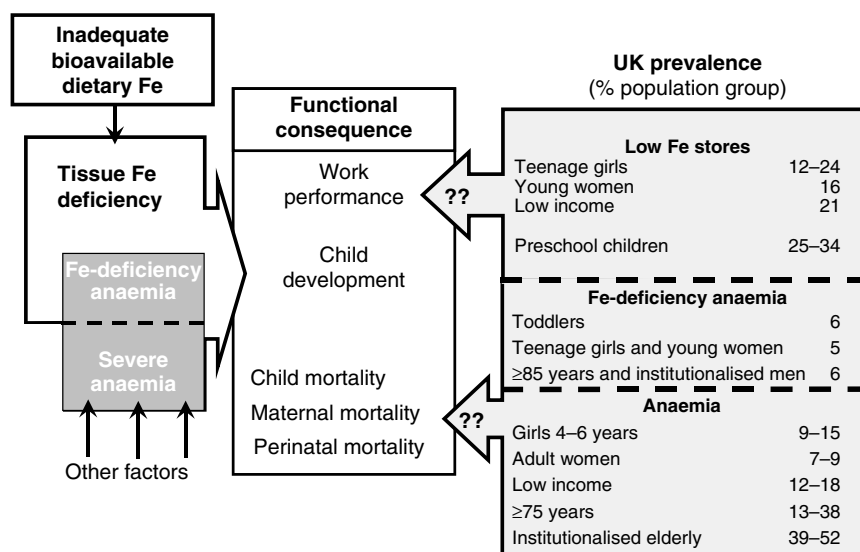 Inadequate
bioavailable
dietary Fe
Tissue Fe
deficiency
Fe-deficiency
anaemia
Severe
anaemia
Other factors
Functional
consequence
Work
performance
Child
development
Child mortality
Maternal mortality
Perinatal mortality
??
??
UK prevalence
(% population group)
Low Fe stores
Teenage girls 12–24
Young women 16
Low income 21
Preschool children 25–34
Fe-deficiency anaemia
Toddlers 6
Teenage girls and young women 5
≥85 years and institutionalised men 6
Anaemia
Girls 4–6 years 9–15
Adult women 7–9
Low income 12–18
≥75 years 13–38
Institutionalised elderly 39–52